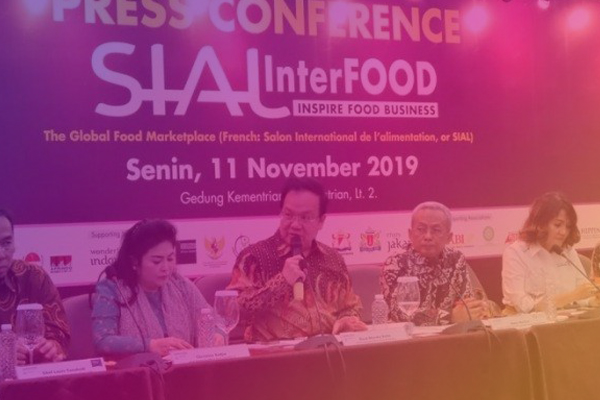 PRESS CONFERENCE
SIAL InterFOOD
INSPIRE FOOD BUSINESS
The Global Food Marketplace (French: Salon International de l'alimentation, or SIAL)
Senin, 11 November 2019
Gedung Kementrian
Lt. 2.
Supporting